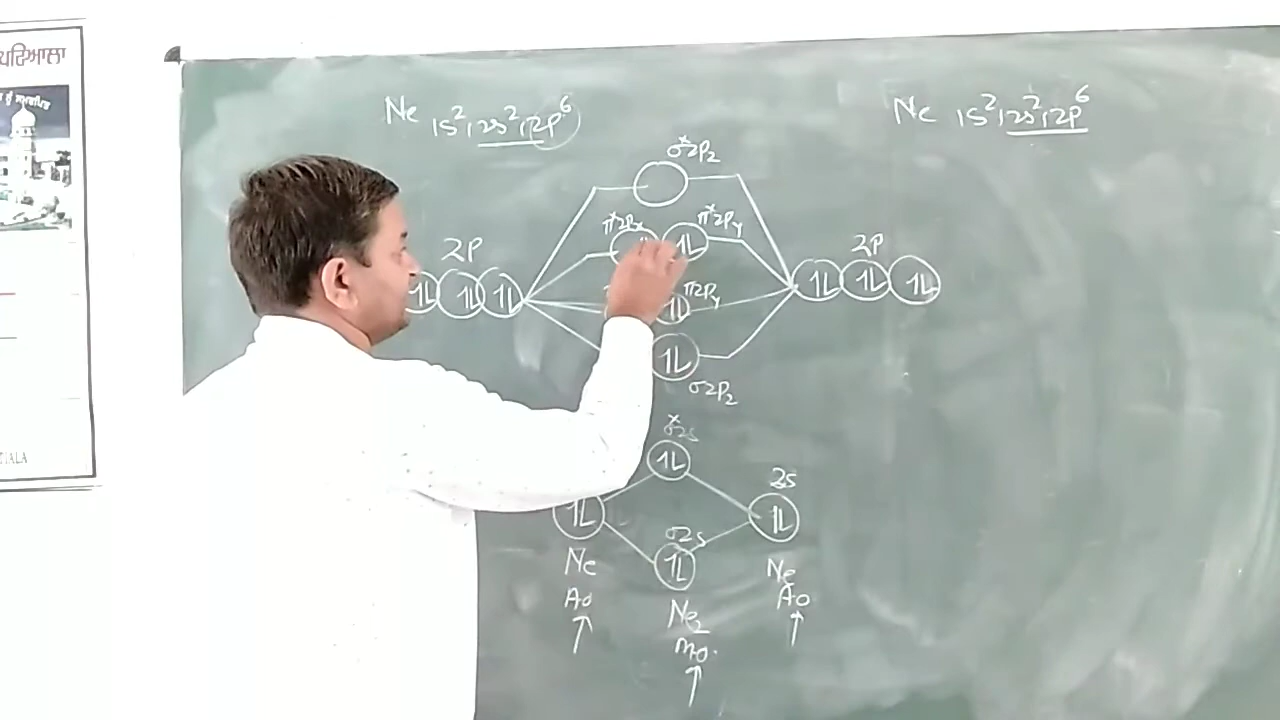 ਪਟਿਆਲਾ
Ne 1s²,2s²,2p⁶
Ne 1s²,2s²,2p⁶
σ*2Pz
π*2Px π*2Py
2P
2P
π2Py
σ2Pz
σ*2s
2s
σ2s
Ne
Ne
AO
AO
Ne₂
MO.